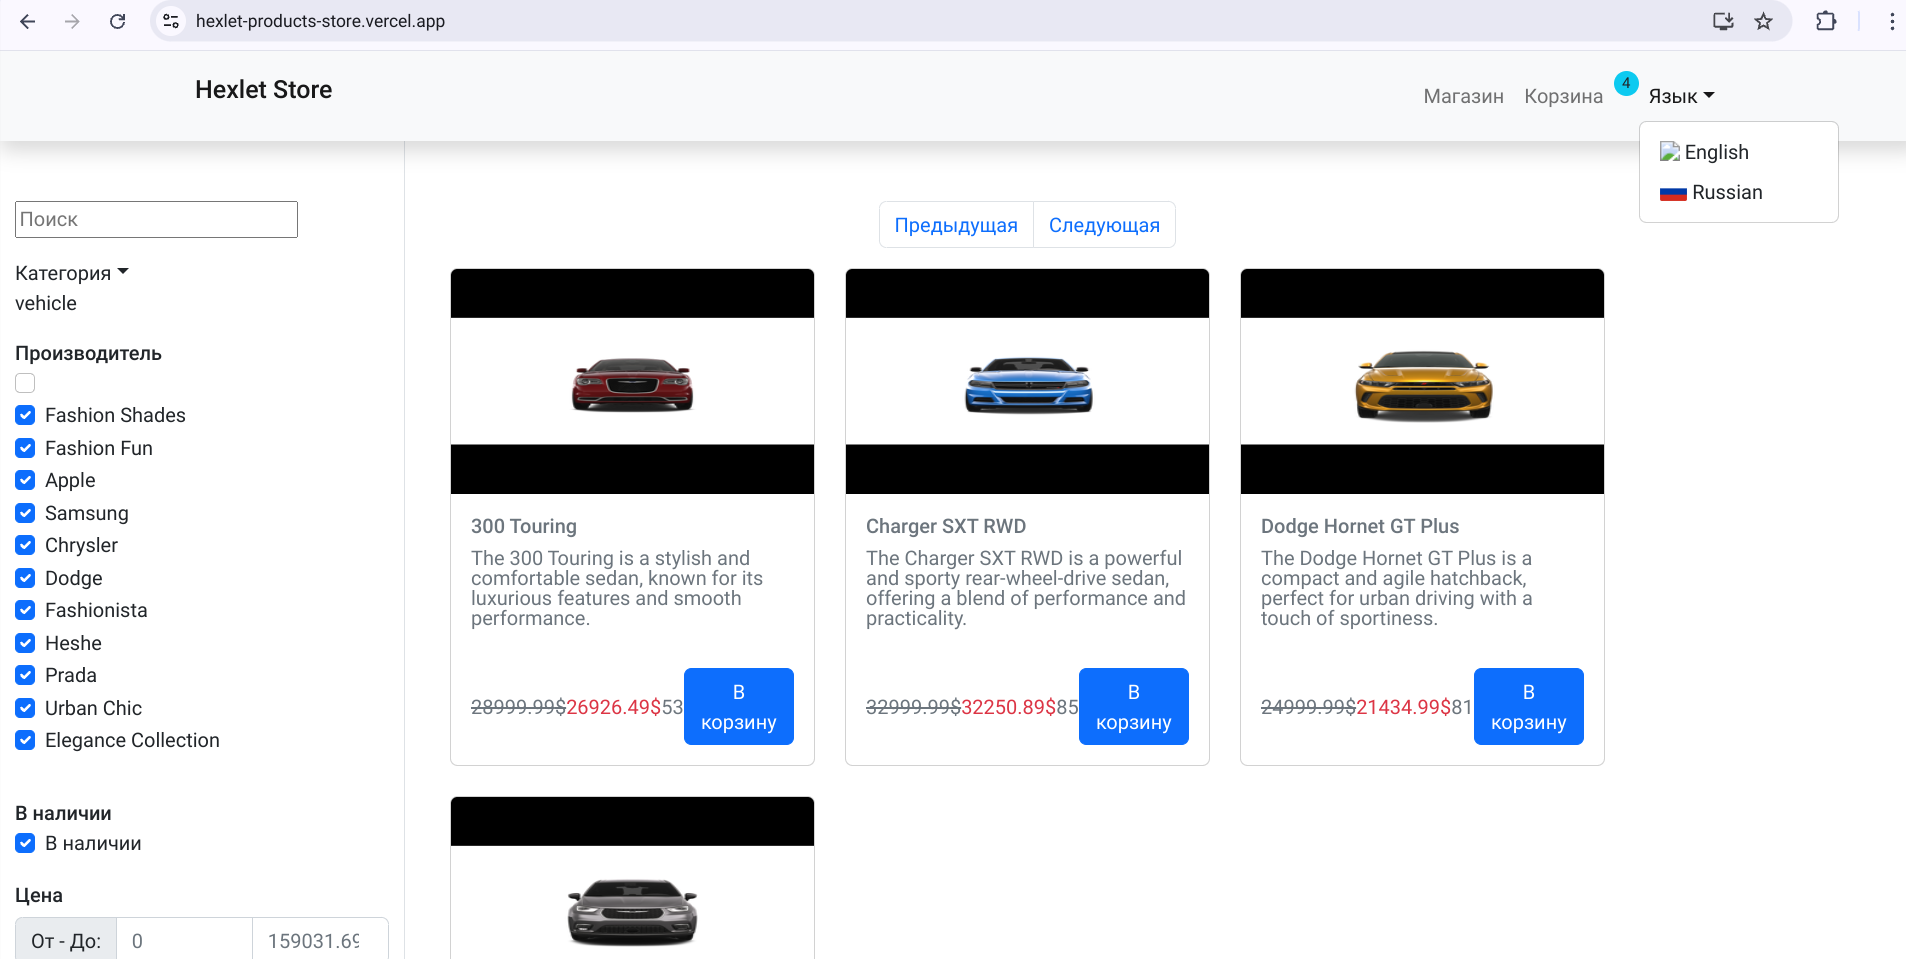 hexlet-products-store.vercel.app
Hexlet Store
Магазин
Корзина
4
Язык
English
Russian
Поиск
Категория
vehicle
Производитель
Fashion Shades
Fashion Fun
Apple
Samsung
Chrysler
Dodge
Fashionista
Heshe
Prada
Urban Chic
Elegance Collection
В наличии
В наличии
Цена
От - До:
0
159031.69
Предыдущая
Следующая
300 Touring
The 300 Touring is a stylish and
comfortable sedan, known for its
luxurious features and smooth
performance.
28999.99$26926.49$53
В
корзину
Charger SXT RWD
The Charger SXT RWD is a powerful
and sporty rear-wheel-drive sedan,
offering a blend of performance and
practicality.
32999.99$32250.89$85
В
корзину
Dodge Hornet GT Plus
The Dodge Hornet GT Plus is a
compact and agile hatchback,
perfect for urban driving with a
touch of sportiness.
24999.99$21434.99$81
В
корзину